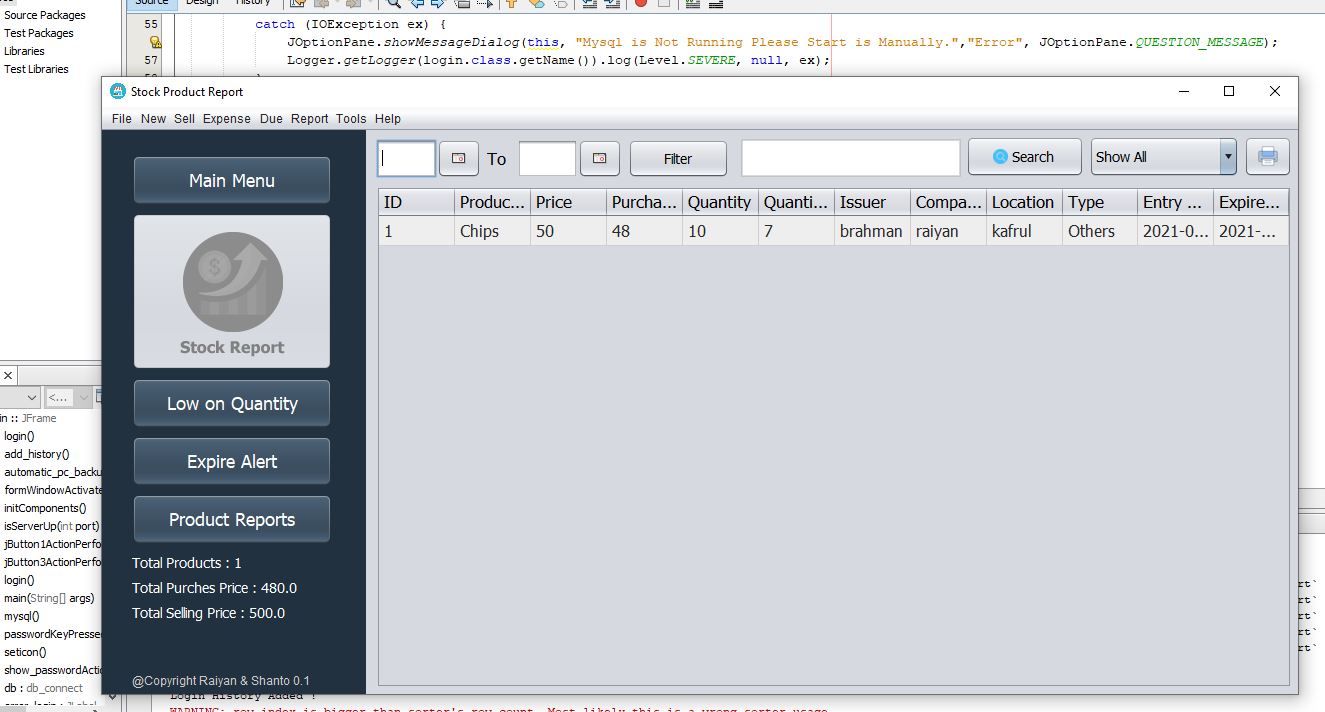 Source Design History
Source Packages
Test Packages
Libraries
Test Libraries
55 catch (IOException ex) {
JOptionPane.showMessageDialog(this, "Mysql is Not Running Please Start is Manually.","Error", JOptionPane.QUESTION_MESSAGE);
57 Logger.getLogger(login.class.getName()).log(Level.SEVERE, null, ex);
Stock Product Report
File New Sell Expense Due Report Tools Help
To Filter Search Show All
Main Menu
Stock Report
Low on Quantity
Expire Alert
Product Reports
Total Products : 1
Total Purches Price : 480.0
Total Selling Price : 500.0
@Copyright Raiyan & Shanto 0.1
ID Produc... Price Purcha... Quantity Quanti... Issuer Compa... Location Type Entry ... Expire...
1 Chips 50 48 10 7 brahman raiyan kafrul Others 2021-0... 2021-...
<...
in :: JFrame
login()
add_history()
automatic_pc_backu
formWindowActivate
initComponents()
isServerUp(int port)
jButton1ActionPerfo
jButton3ActionPerfo
login()
main(String[] args)
mysql()
passwordKeyPresse
seticon()
show_passwordActio
db : db_connect
error_login : JLabel
rt`
rt`
rt`
rt`
rt`
Login History Added !
WARNING: row index is bigger than sorter's row count. Most likely this is a wrong sorter usage.